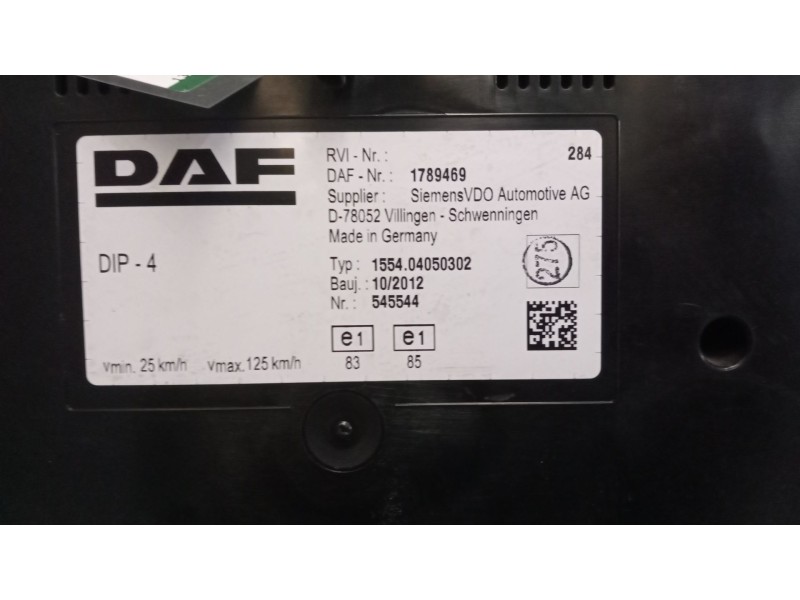 DAF
DIP - 4
Vmin. 25 km/h Vmax. 125 km/h
RVI - Nr. : 284
DAF - Nr. : 1789469
Supplier : SiemensVDO Automotive AG
D-78052 Villingen - Schwenningen
Made in Germany
Typ : 1554.04050302
Bauj. : 10/2012
Nr. : 545544
e1 e1
83 85
275